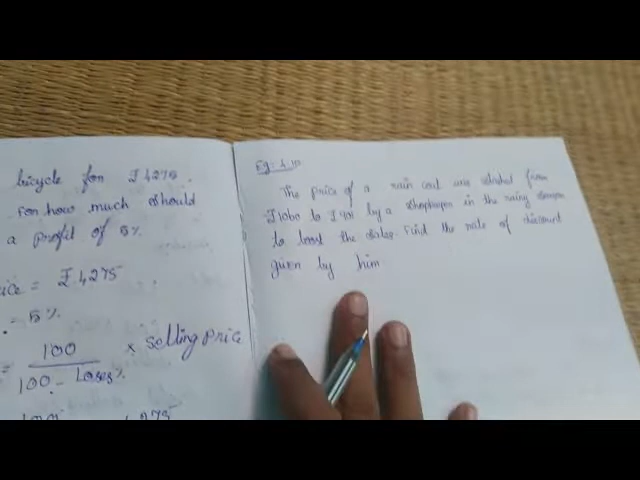 bicycle for ₹4275.
For how much should
a profit of 5%
ice = ₹4275
= 5%
= 100 / 100 - Loss% × Selling Price
4275
Eg: 4.10
The price of a rain coat was from
₹1060 to ₹901 by a shopkeeper in the rainy season
to boost the sales. Find the rate of discount
given by him